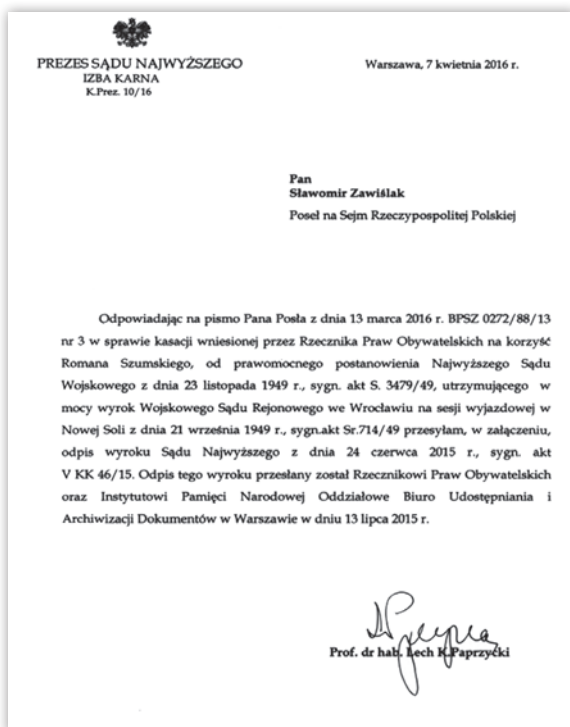 PREZES SĄDU NAJWYŻSZEGO
IZBA KARNA
K.Prez. 10/16
Warszawa, 7 kwietnia 2016 r.
Pan
Sławomir Zawiślak
Poseł na Sejm Rzeczypospolitej Polskiej
Odpowiadając na pismo Pana Posła z dnia 13 marca 2016 r. BPSZ 0272/88/13
nr 3 w sprawie kasacji wniesionej przez Rzecznika Praw Obywatelskich na korzyść
Romana Szumskiego, od prawomocnego postanowienia Najwyższego Sądu
Wojskowego z dnia 23 listopada 1949 r., sygn. akt S. 3479/49, utrzymującego w
mocy wyrok Wojskowego Sądu Rejonowego we Wrocławiu na sesji wyjazdowej w
Nowej Soli z dnia 21 września 1949 r., sygn.akt Sr.714/49 przesyłam, w załączeniu,
odpis wyroku Sądu Najwyższego z dnia 24 czerwca 2015 r., sygn. akt
V KK 46/15. Odpis tego wyroku przesłany został Rzecznikowi Praw Obywatelskich
oraz Instytutowi Pamięci Narodowej Oddziałowe Biuro Udostępniania i
Archiwizacji Dokumentów w Warszawie w dniu 13 lipca 2015 r.
Prof. dr hab. Lech K.Paprzycki